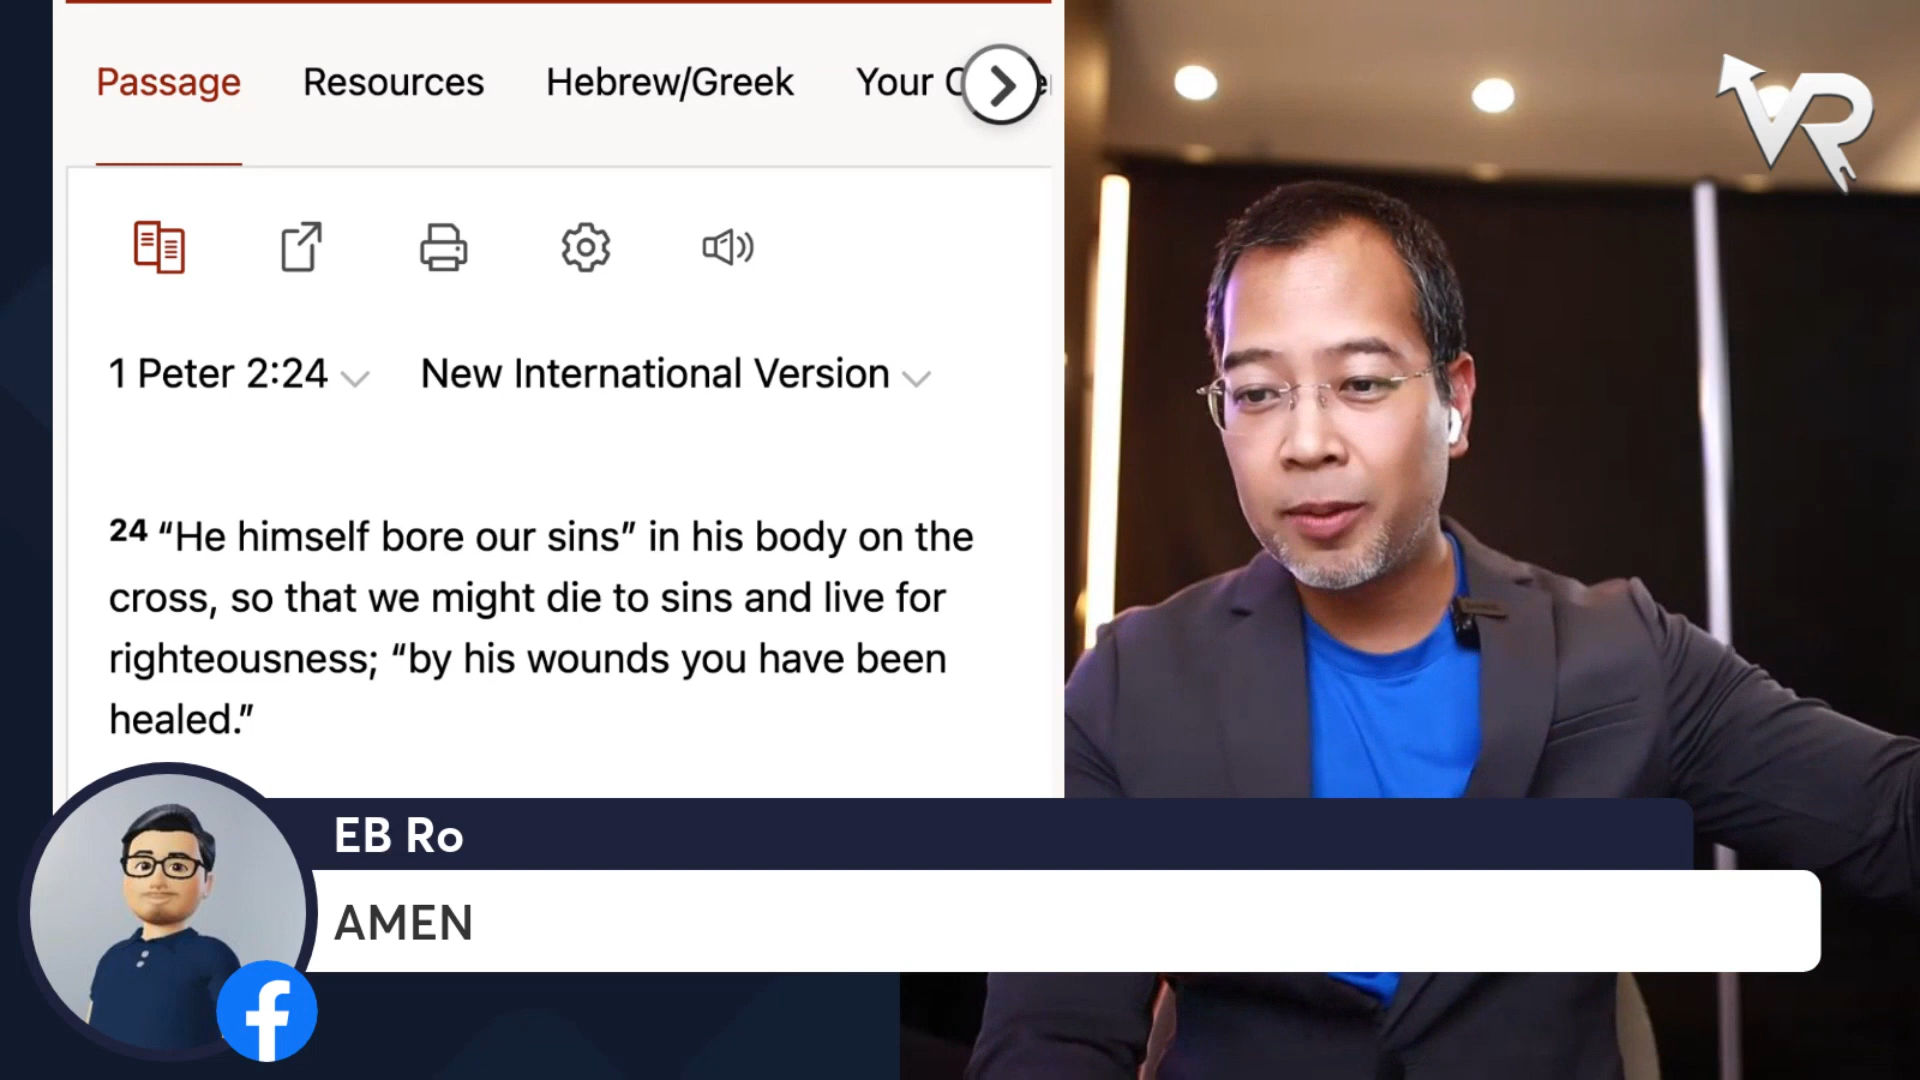 Passage Resources Hebrew/Greek Your C
1 Peter 2:24 New International Version
24 “He himself bore our sins” in his body on the
cross, so that we might die to sins and live for
righteousness; “by his wounds you have been
healed.”
EB Ro
AMEN
VR